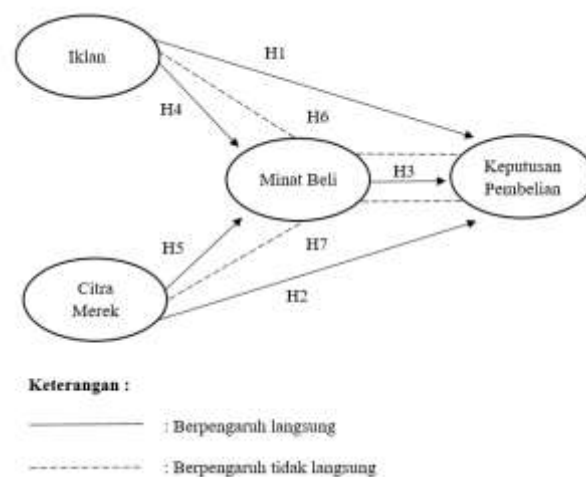 Iklan
H1
H4
H6
Minat Beli
H3
Keputusan
Pembelian
H5
H7
Citra
Merek
H2
Keterangan :
: Berpengaruh langsung
: Berpengaruh tidak langsung